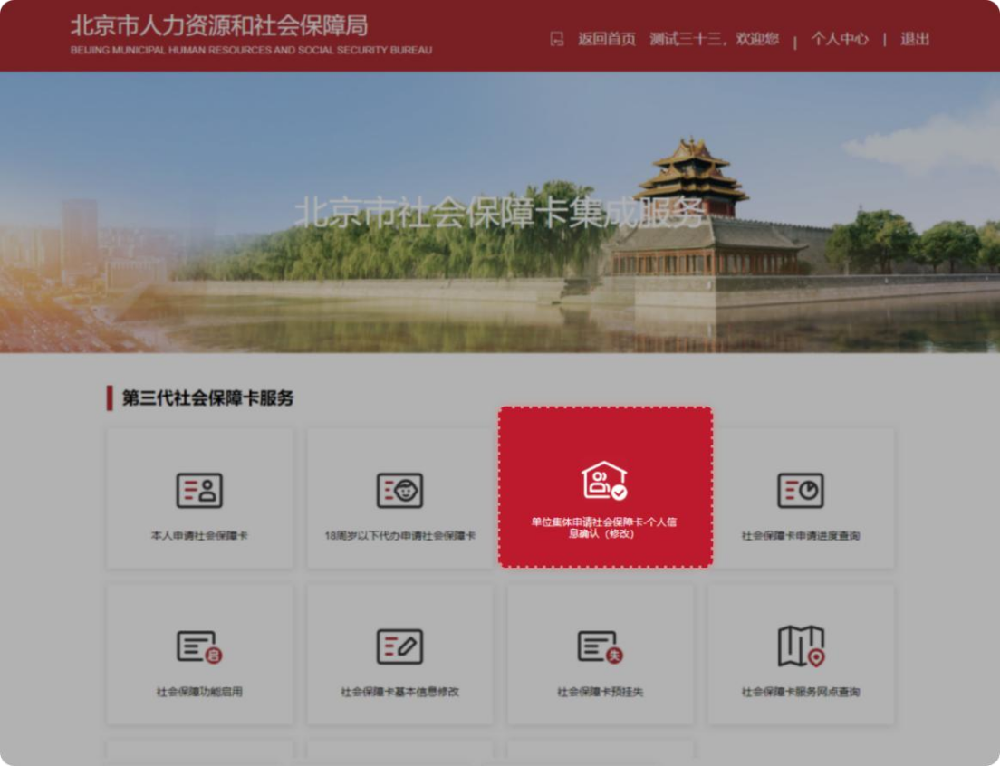 北京市人力资源和社会保障局
BEIJING MUNICIPAL HUMAN RESOURCES AND SOCIAL SECURITY BUREAU
返回首页 测试三十三，欢迎您 | 个人中心 | 退出
北京市社会保障卡集成服务
第三代社会保障卡服务
本人申请社会保障卡
18周岁以下代办申请社会保障卡
单位集体申请社会保障卡-个人信
息确认（修改）
社会保障卡申请进度查询
启
社会保障功能启用
社会保障卡基本信息修改
失
社会保障卡预挂失
社会保障卡服务网点查询